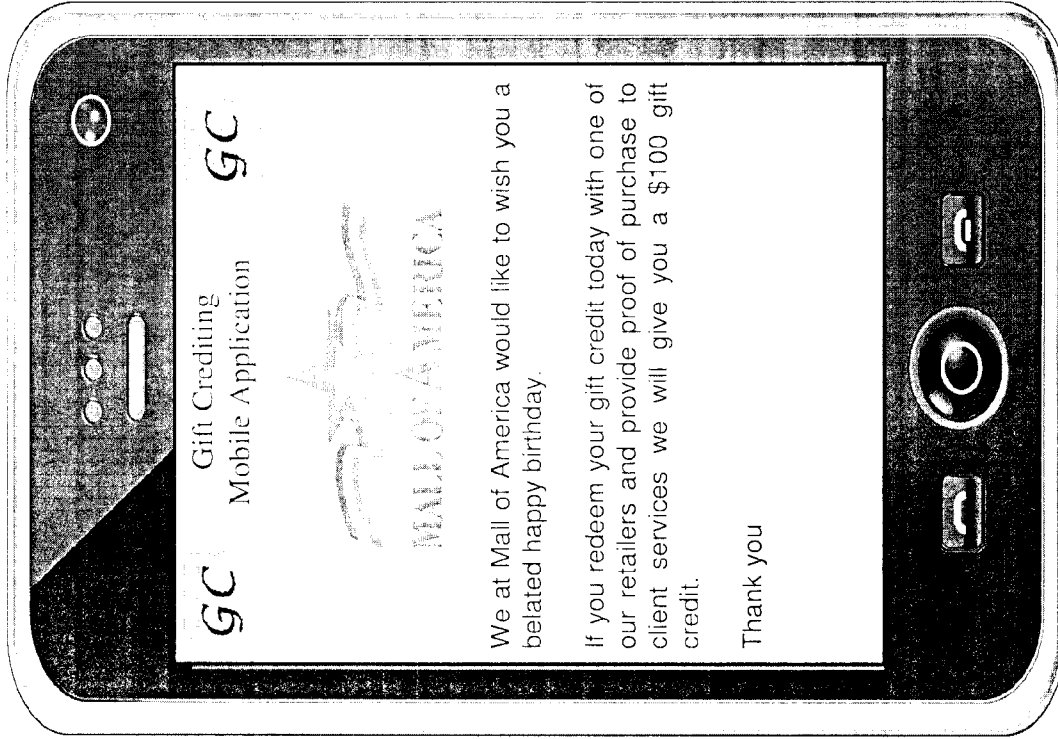 GC Gift Crediting GC
Mobile Application
MALL OF AMERICA
We at Mall of America would like to wish you a
belated happy birthday.
If you redeem your gift credit today with one of
our retailers and provide proof of purchase to
client services we will give you a $100 gift
credit.
Thank you